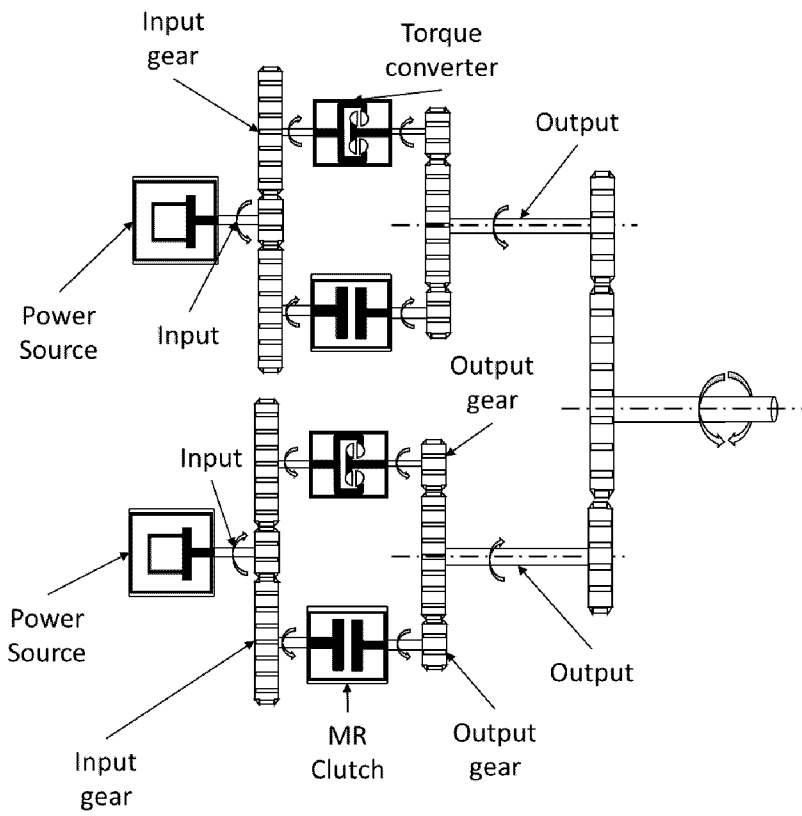 Input
gear
Torque
converter
Output
Power
Source
Input
Output
gear
Input
Power
Source
Output
MR
Clutch
Output
gear
Input
gear